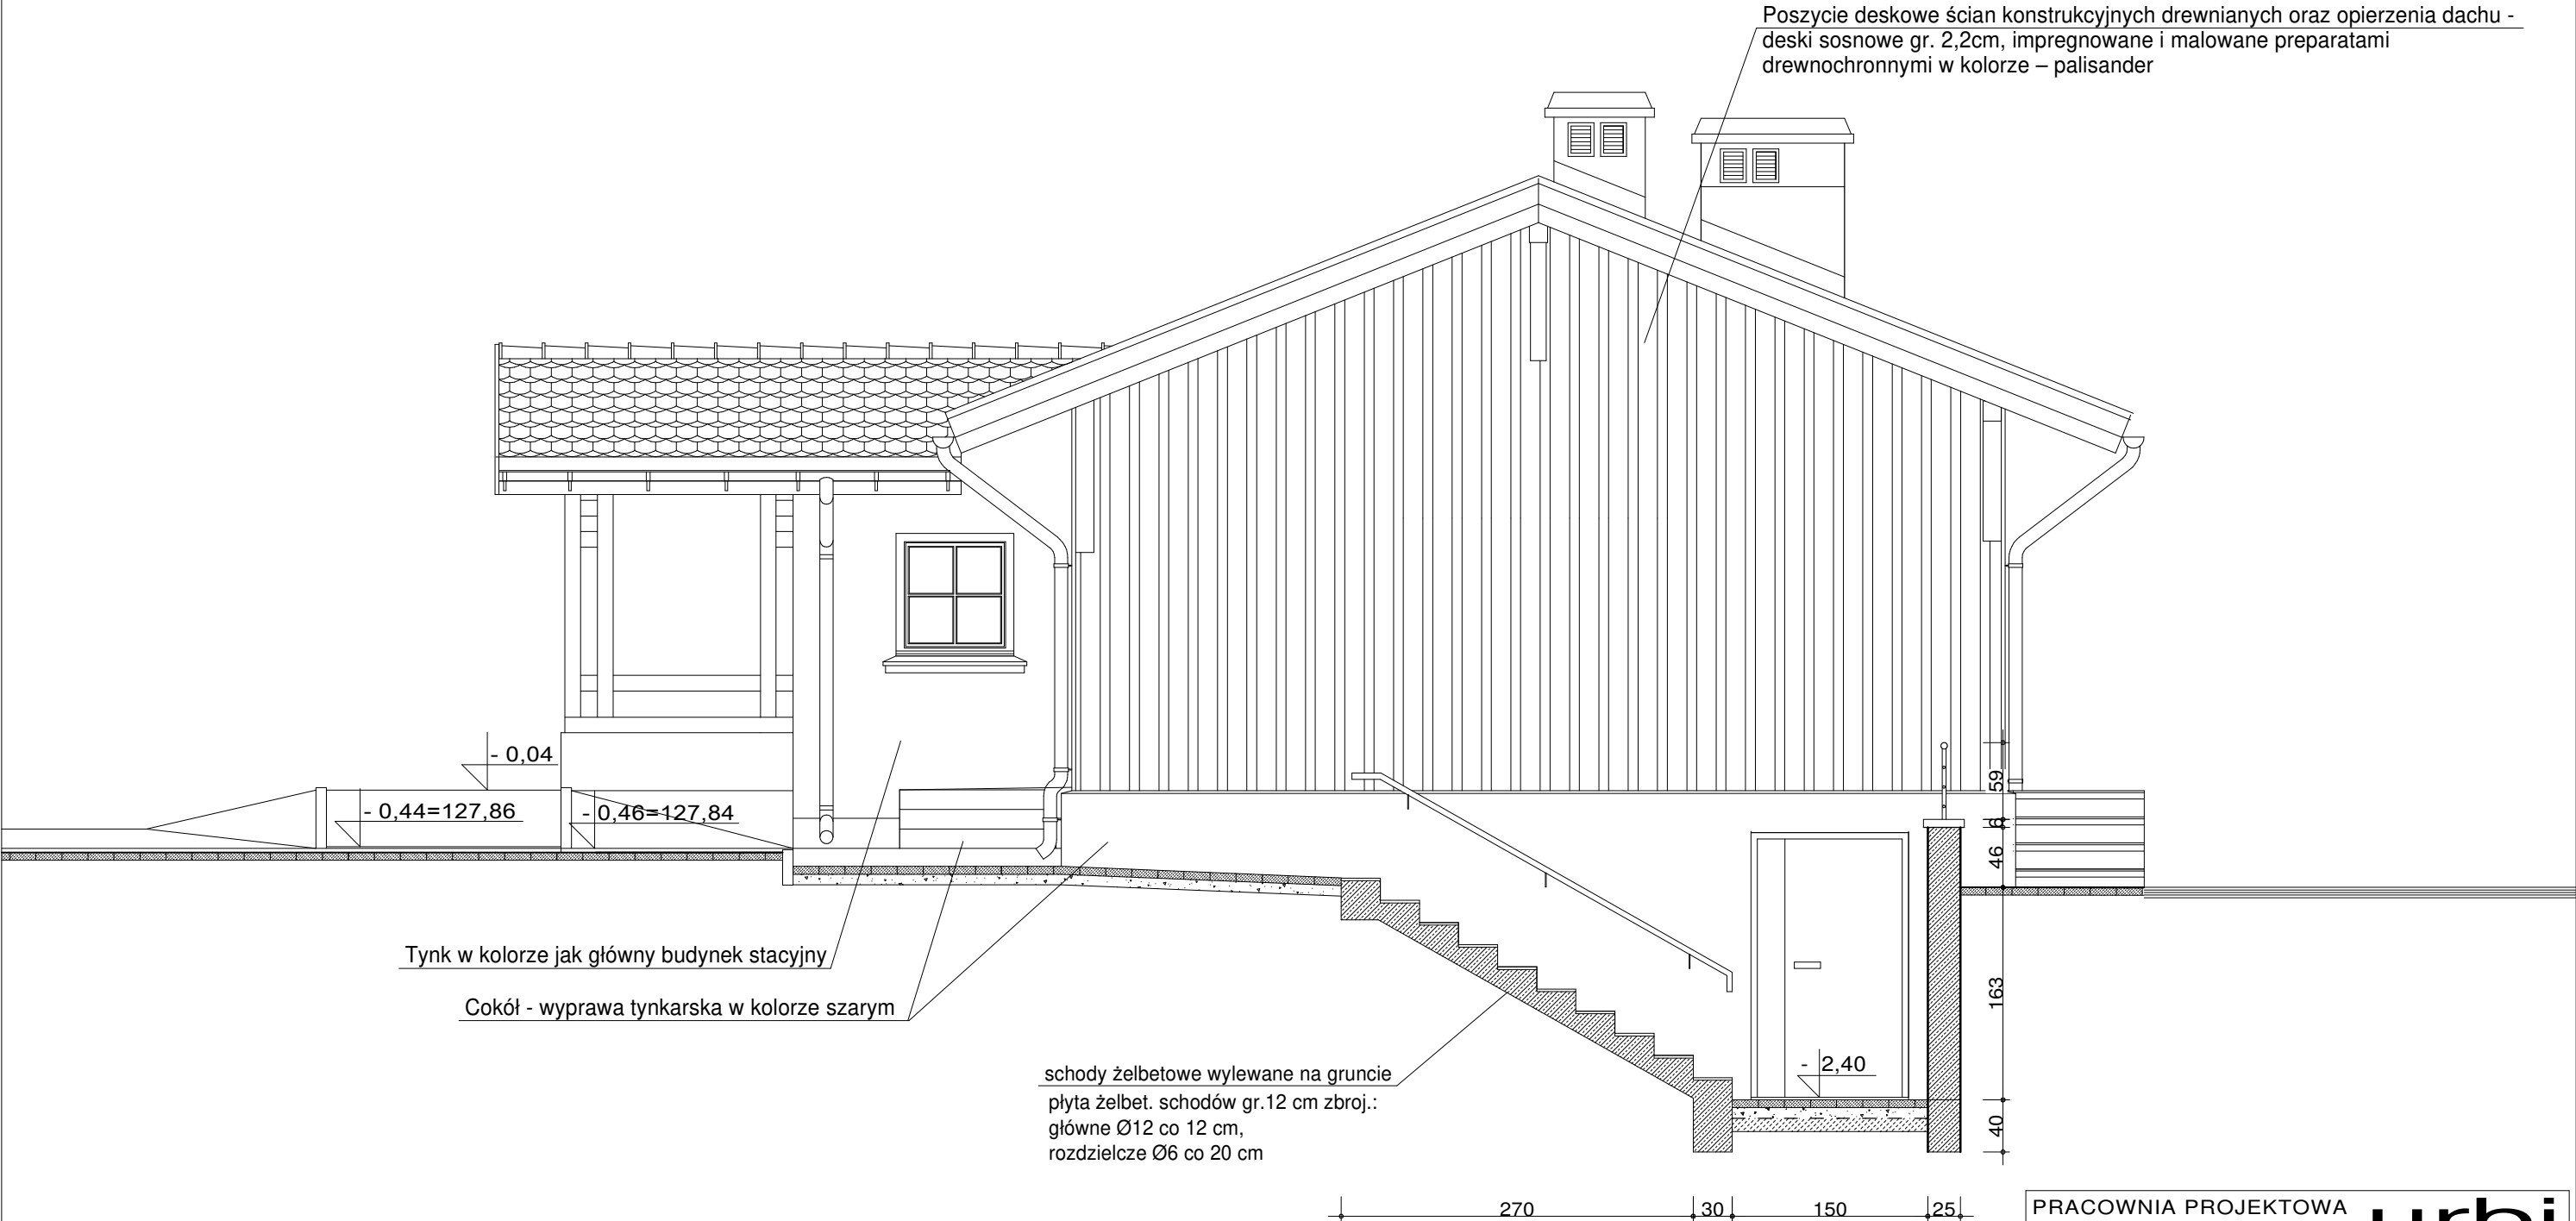 Poszycie deskowe ścian konstrukcyjnych drewnianych oraz opierzenia dachu -
deski sosnowe gr. 2,2cm, impregnowane i malowane preparatami
drewnochronnymi w kolorze – palisander
- 0,04
- 0,44=127,86
- 0,46=127,84
59
6
46
Tynk w kolorze jak główny budynek stacyjny
Cokół - wyprawa tynkarska w kolorze szarym
163
schody żelbetowe wylewane na gruncie
płyta żelbet. schodów gr.12 cm zbroj.:
główne Ø12 co 12 cm,
rozdzielcze Ø6 co 20 cm
- 2,40
40
270
30
150
25
PRACOWNIA PROJEKTOWA
urbi